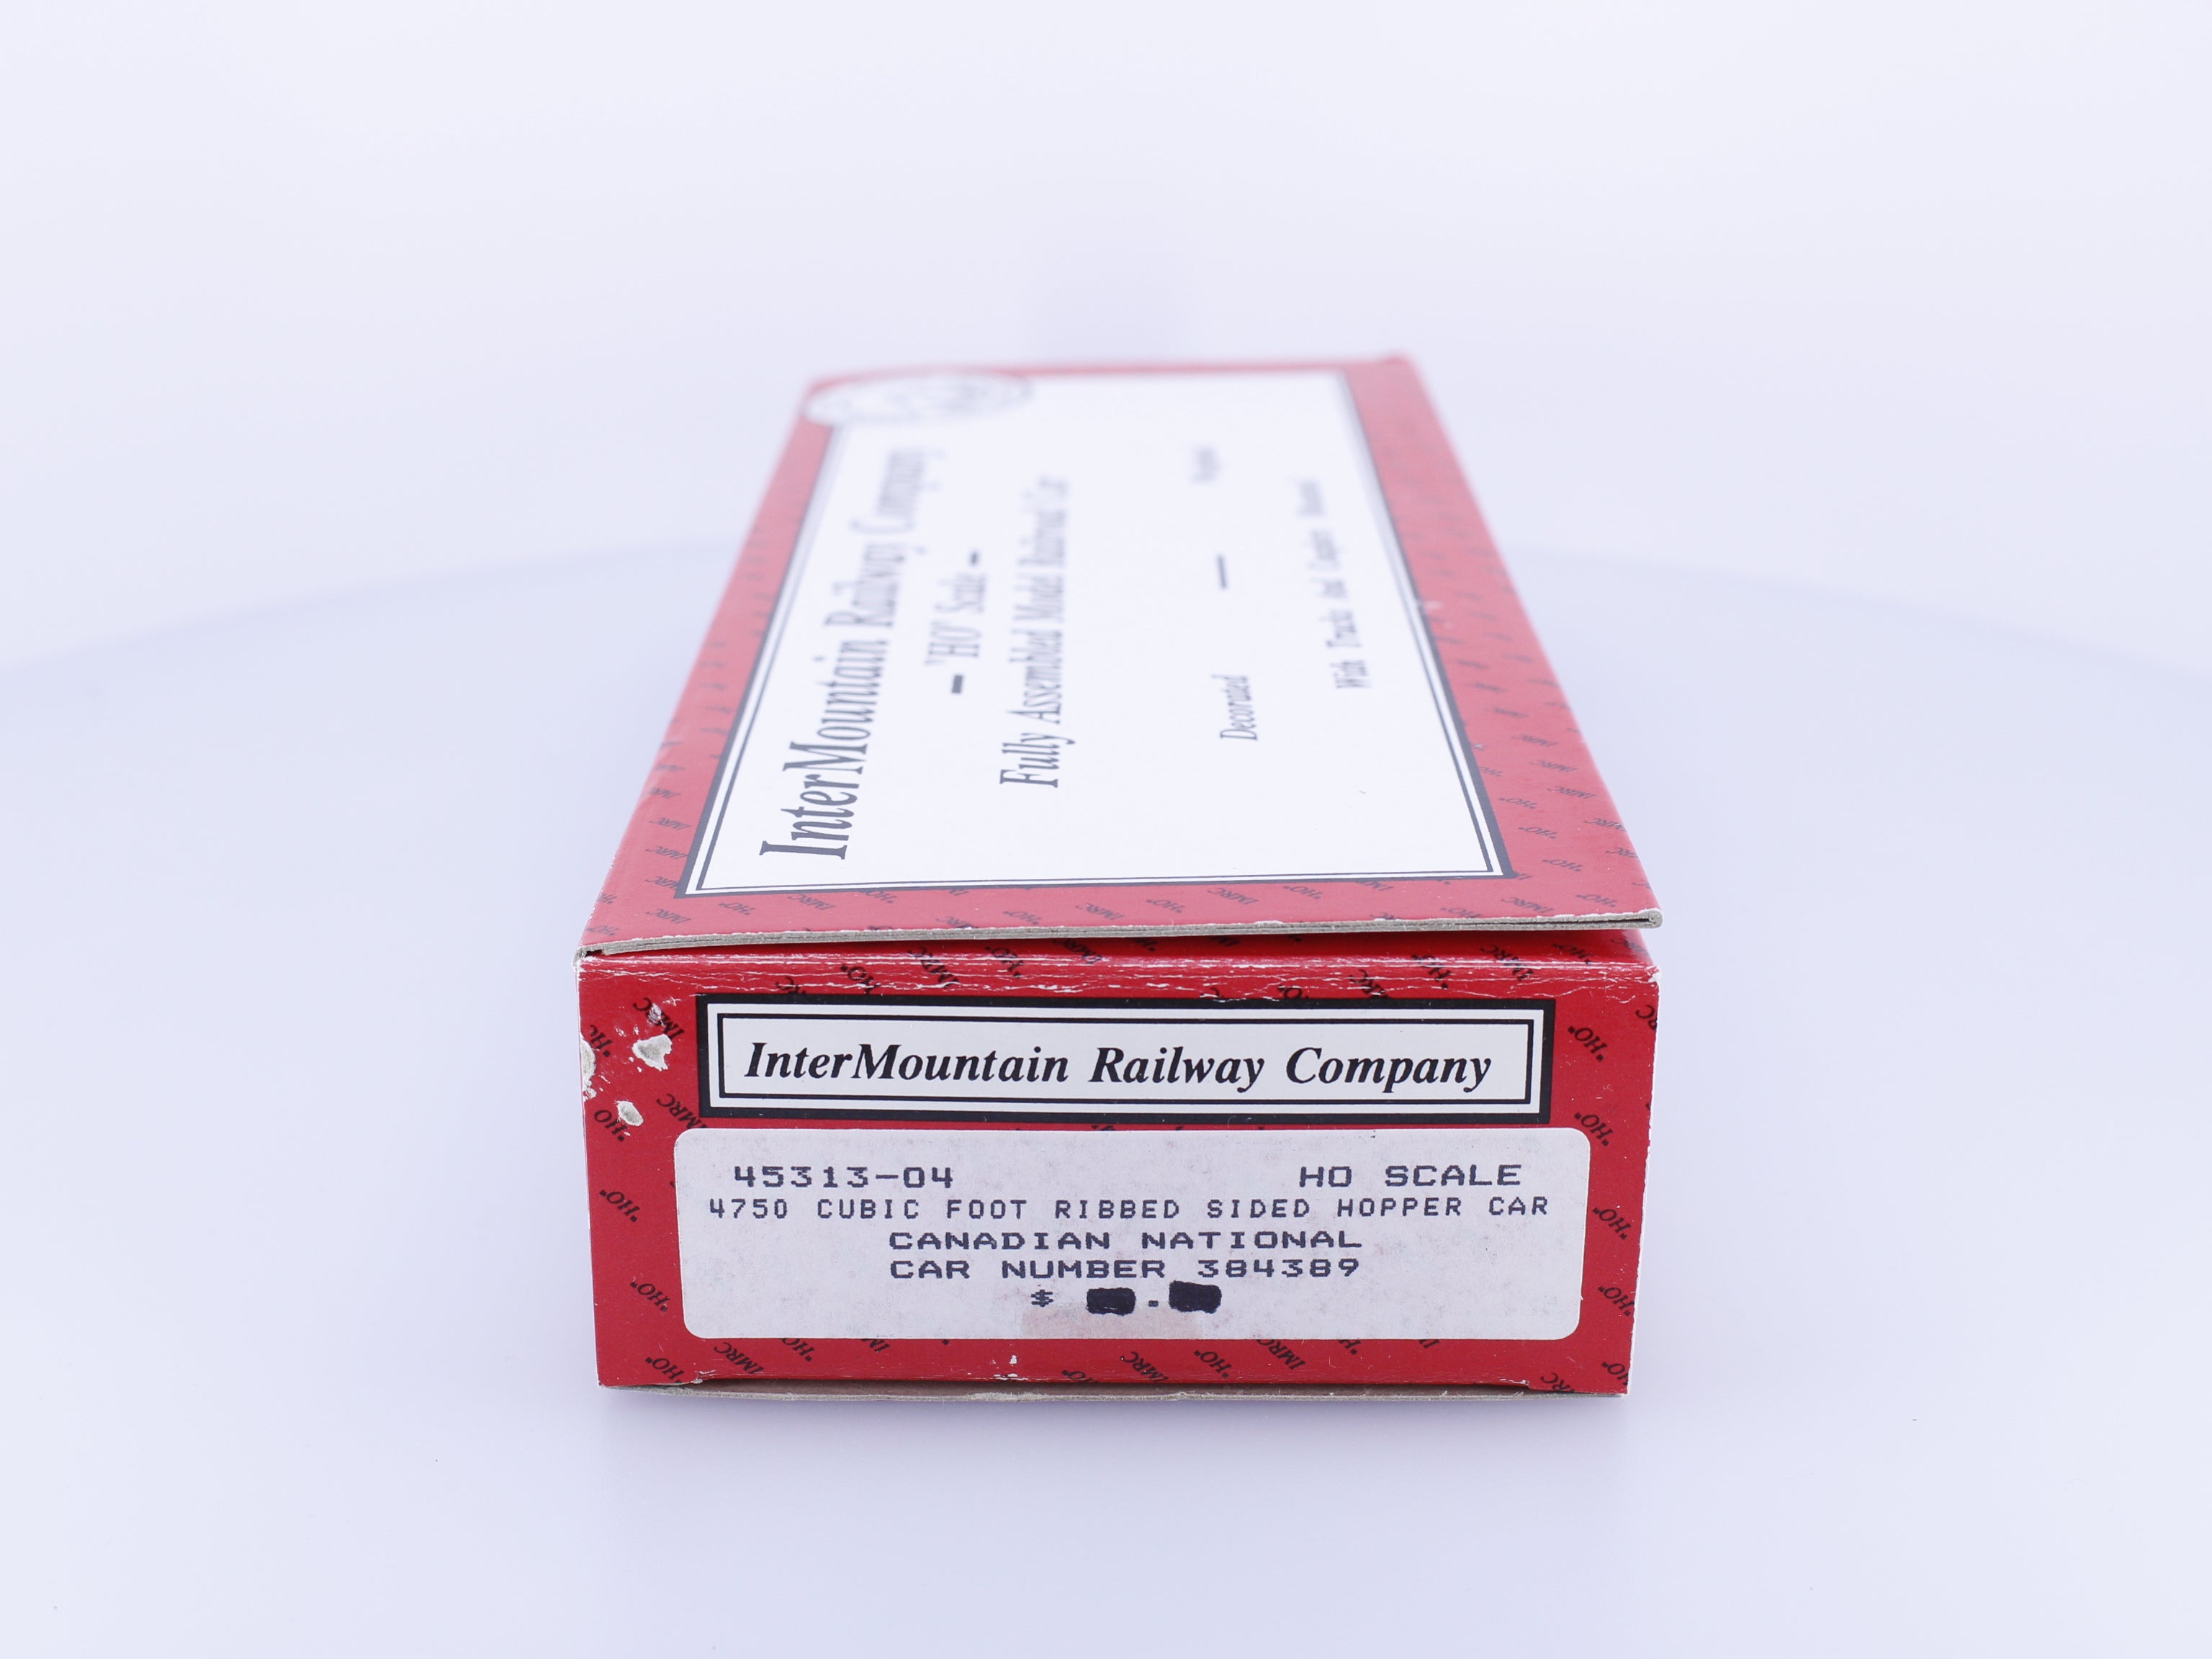 InterMountain Railway Company
- "HO" Scale -
Fully Assembled Model Railroad Car
Decorated
With Trucks And Couplers Mounted
InterMountain Railway Company
45313-04 HO SCALE
4750 CUBIC FOOT RIBBED SIDED HOPPER CAR
CANADIAN NATIONAL
CAR NUMBER 384389
$ .